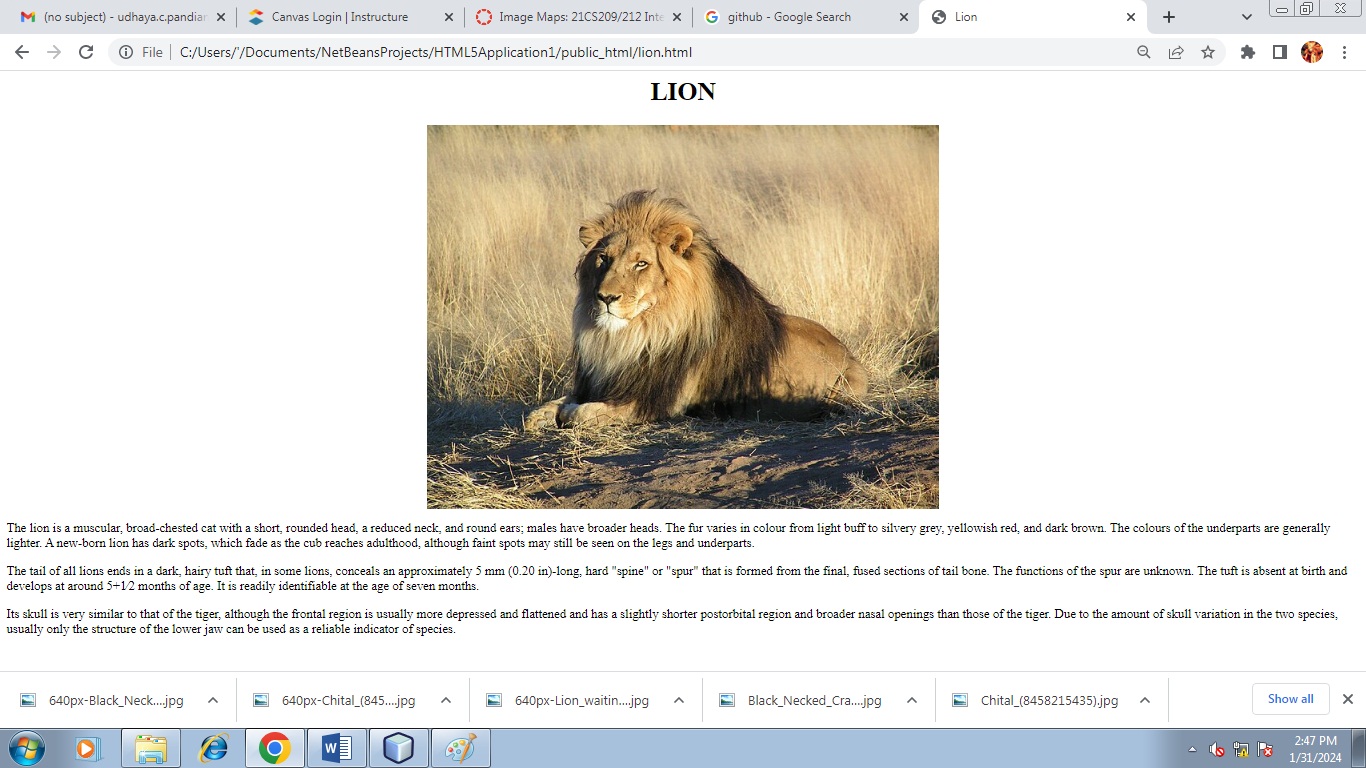 (no subject) - udhaya.c.pandiar
Canvas Login | Instructure
Image Maps: 21CS209/212 Inte
github - Google Search
Lion
File
C:/Users/'/Documents/NetBeansProjects/HTML5Application1/public_html/lion.html
LION
The lion is a muscular, broad-chested cat with a short, rounded head, a reduced neck, and round ears; males have broader heads. The fur varies in colour from light buff to silvery grey, yellowish red, and dark brown. The colours of the underparts are generally
lighter. A new-born lion has dark spots, which fade as the cub reaches adulthood, although faint spots may still be seen on the legs and underparts.
The tail of all lions ends in a dark, hairy tuft that, in some lions, conceals an approximately 5 mm (0.20 in)-long, hard "spine" or "spur" that is formed from the final, fused sections of tail bone. The functions of the spur are unknown. The tuft is absent at birth and
develops at around 5+1⁄2 months of age. It is readily identifiable at the age of seven months.
Its skull is very similar to that of the tiger, although the frontal region is usually more depressed and flattened and has a slightly shorter postorbital region and broader nasal openings than those of the tiger. Due to the amount of skull variation in the two species,
usually only the structure of the lower jaw can be used as a reliable indicator of species.
640px-Black_Neck....jpg
640px-Chital_(845....jpg
640px-Lion_waitin....jpg
Black_Necked_Cra....jpg
Chital_(8458215435).jpg
Show all
2:47 PM
1/31/2024